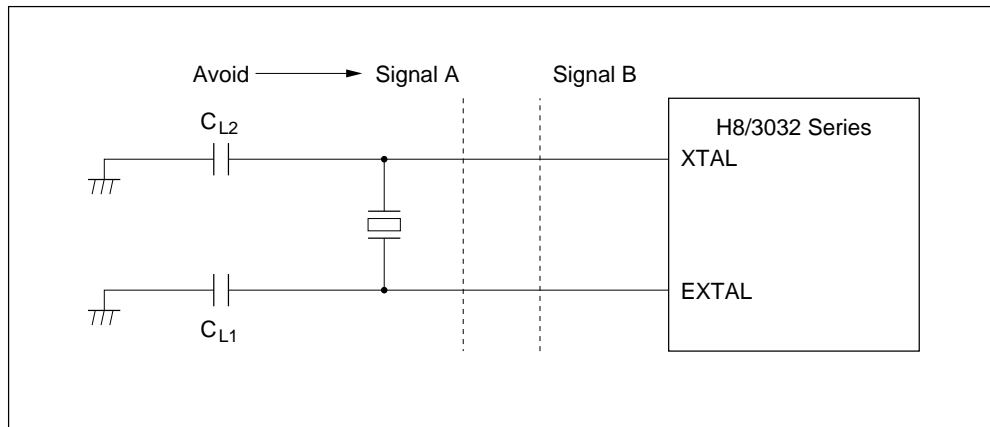 Avoid Signal A Signal B
CL2
H8/3032 Series
XTAL
EXTAL
CL1